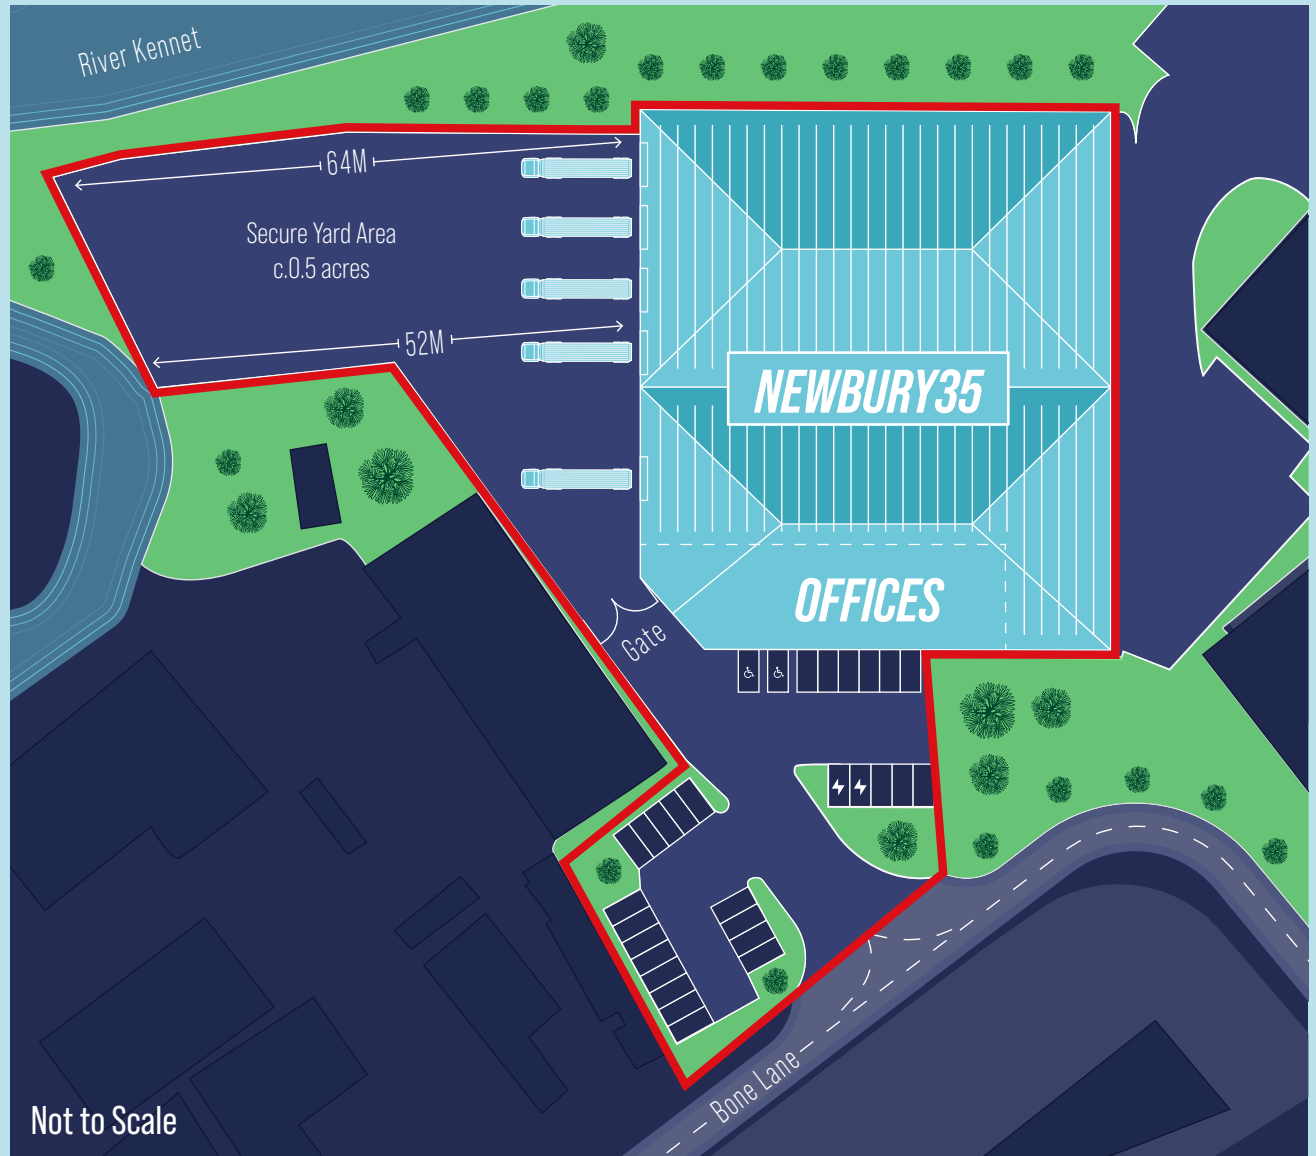 River Kennet
64M
Secure Yard Area
c.0.5 acres
52M
NEWBURY35
OFFICES
Gate
Bone Lane
Not to Scale